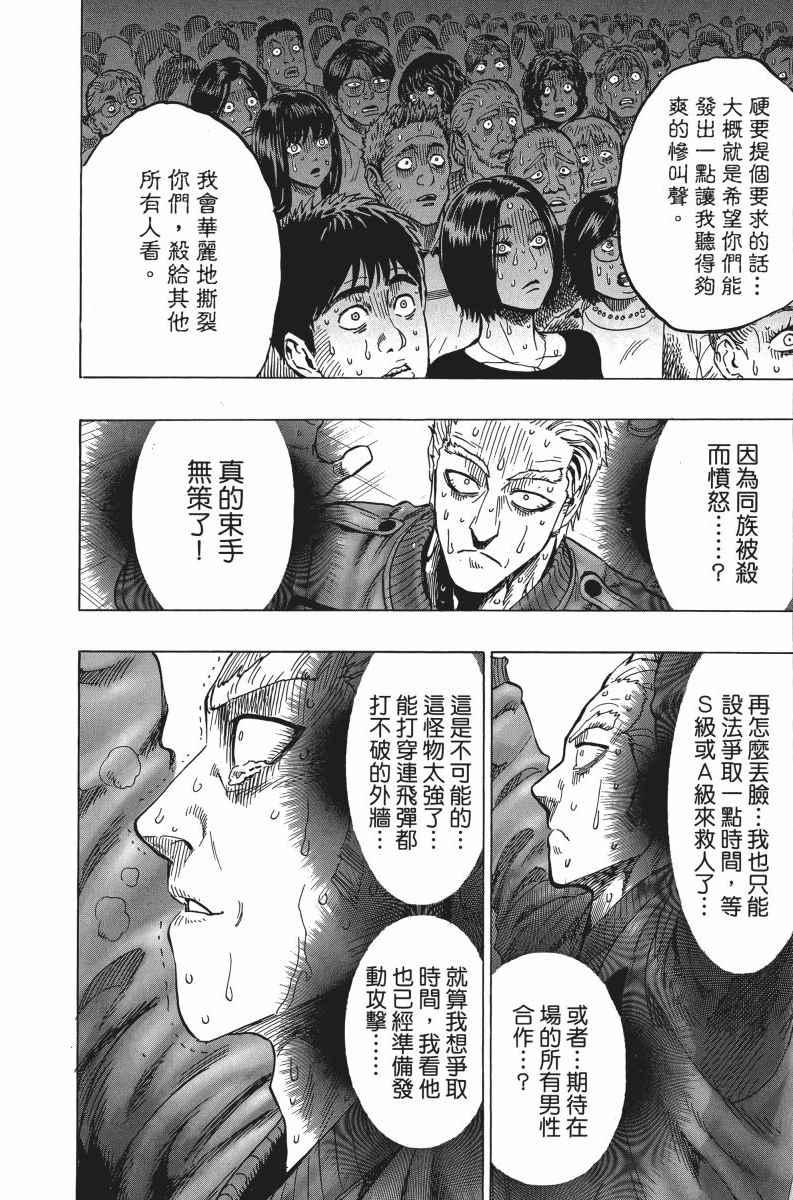 硬要提個要求的話…
大概就是希望你們能
發出一點讓我聽得夠
爽的慘叫聲。
我會華麗地撕裂
你們，殺給其他
所有人看。
因為同族被殺
而憤怒……？
真的束手
無策了！
再怎麼丟臉…我也只能
設法爭取一點時間，等
S級或A級來救人了…
或者…期待在
場的所有男性
合作…？
這是不可能的…
這怪物太強了…
能打穿連飛彈都
打不破的外牆…
就算我想爭取
時間，我看他
也已經準備發
動攻擊……